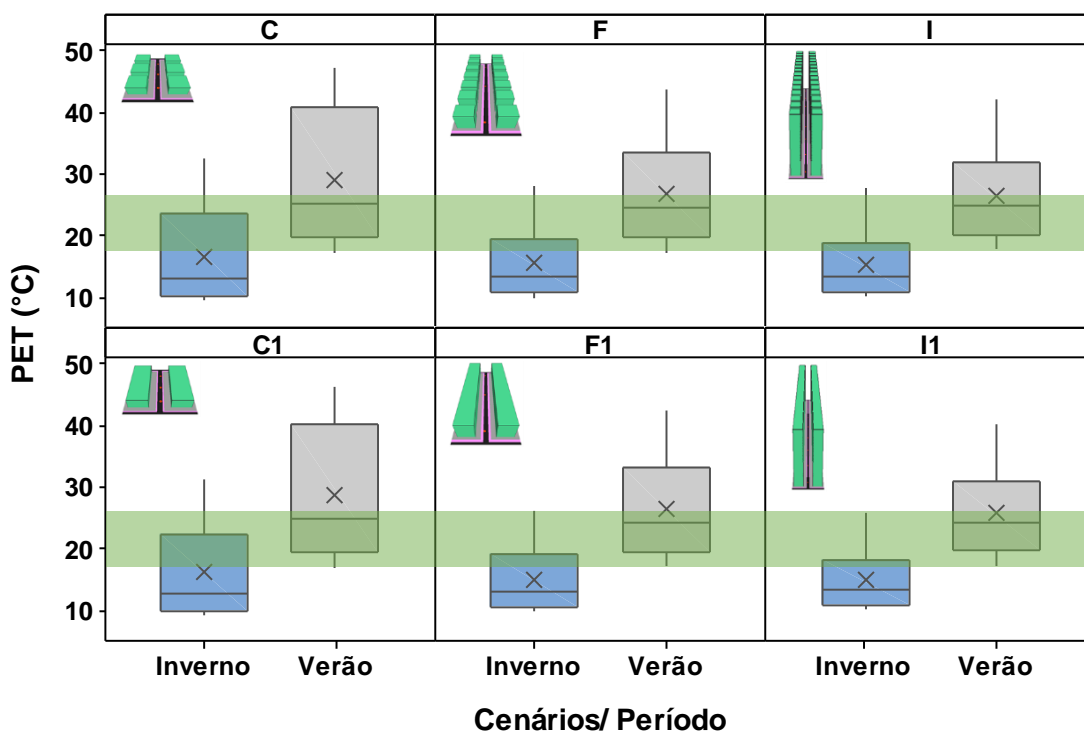 C F I
50
40
30
20
10
C1 F1 I1
50
40
30
20
10
PET (°C)
Inverno Verão Inverno Verão Inverno Verão
Cenários/ Período